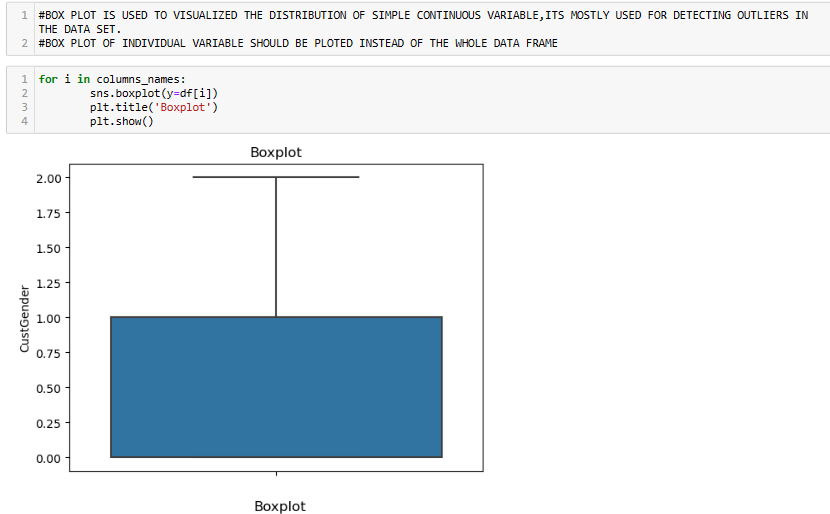 1 #BOX PLOT IS USED TO VISUALIZED THE DISTRIBUTION OF SIMPLE CONTINUOUS VARIABLE,ITS MOSTLY USED FOR DETECTING OUTLIERS IN
THE DATA SET.
2 #BOX PLOT OF INDIVIDUAL VARIABLE SHOULD BE PLOTED INSTEAD OF THE WHOLE DATA FRAME
1 for i in columns_names:
2         sns.boxplot(y=df[i])
3         plt.title('Boxplot')
4         plt.show()
Boxplot
2.00
1.75
1.50
1.25
1.00
0.75
0.50
0.25
0.00
CustGender
Boxplot